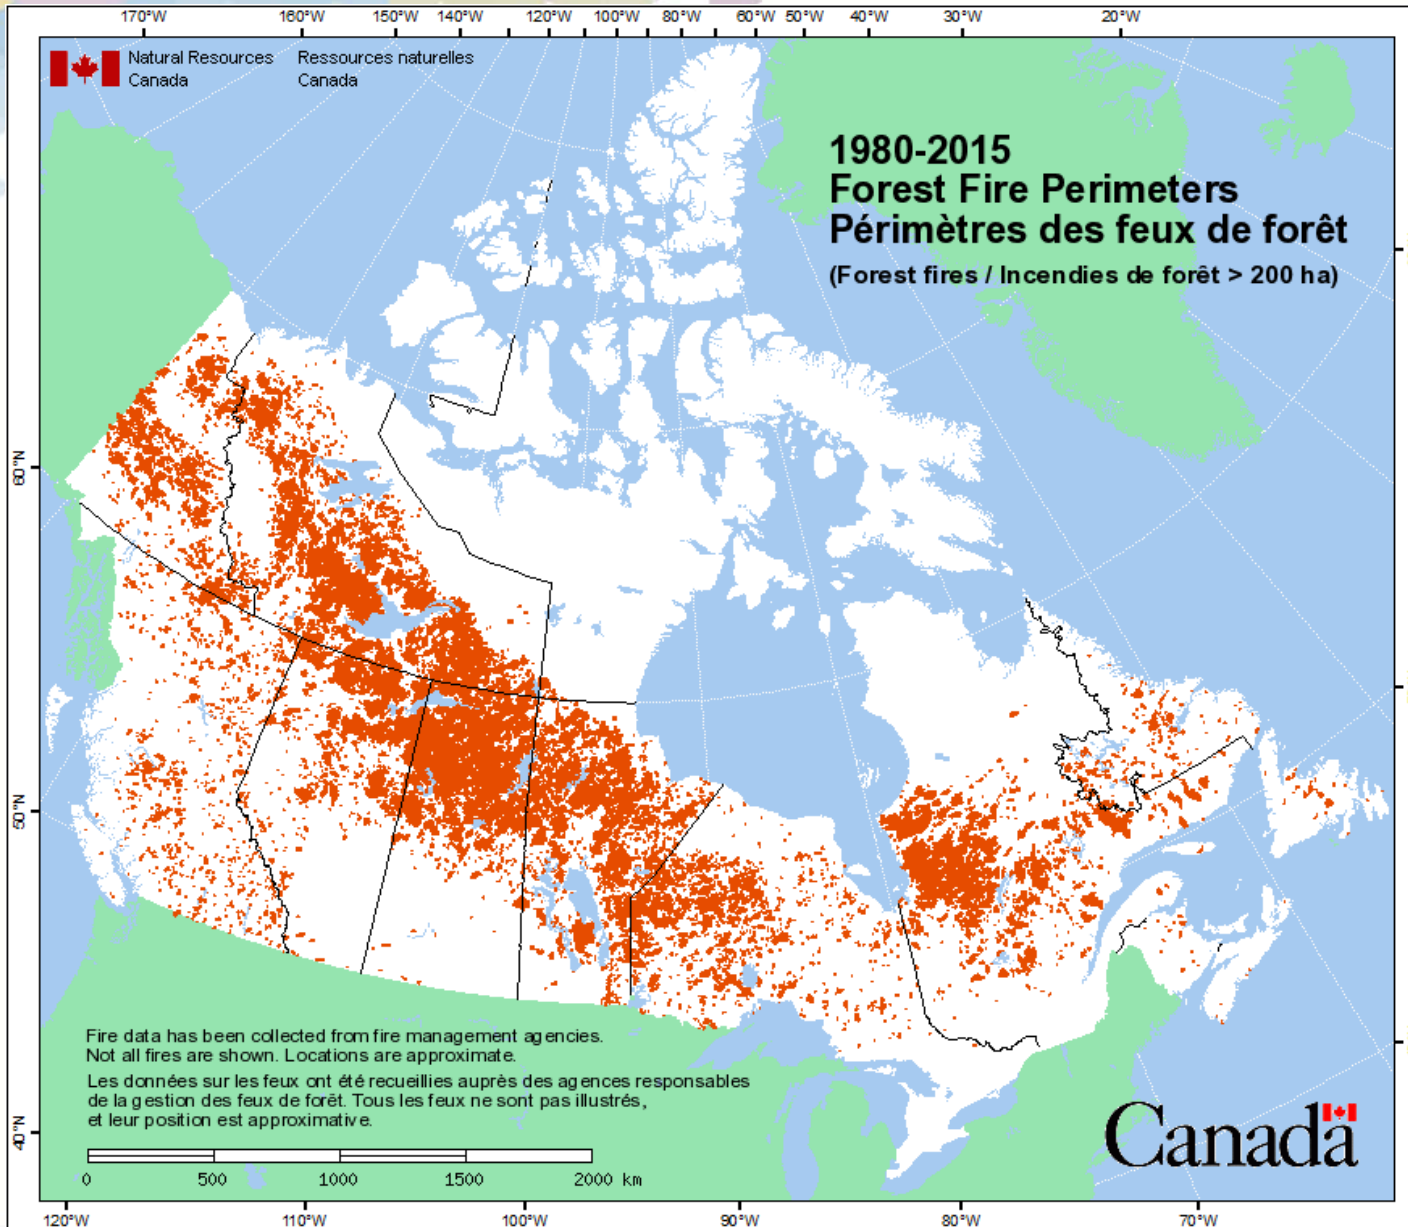 170°W 160°W 150°W 140°W 120°W 100°W 80°W 60°W 50°W 40°W 30°W 20°W
Natural Resources Ressources naturelles
Canada Canada
1980-2015
Forest Fire Perimeters
Périmètres des feux de forêt
(Forest fires / Incendies de forêt > 200 ha)
60°N
50°N
40°N
Fire data has been collected from fire management agencies.
Not all fires are shown. Locations are approximate.
Les données sur les feux ont été recueillies auprès des agences responsables
de la gestion des feux de forêt. Tous les feux ne sont pas illustrés,
et leur position est approximative.
0 500 1000 1500 2000 km
Canada
120°W 110°W 100°W 90°W 80°W 70°W